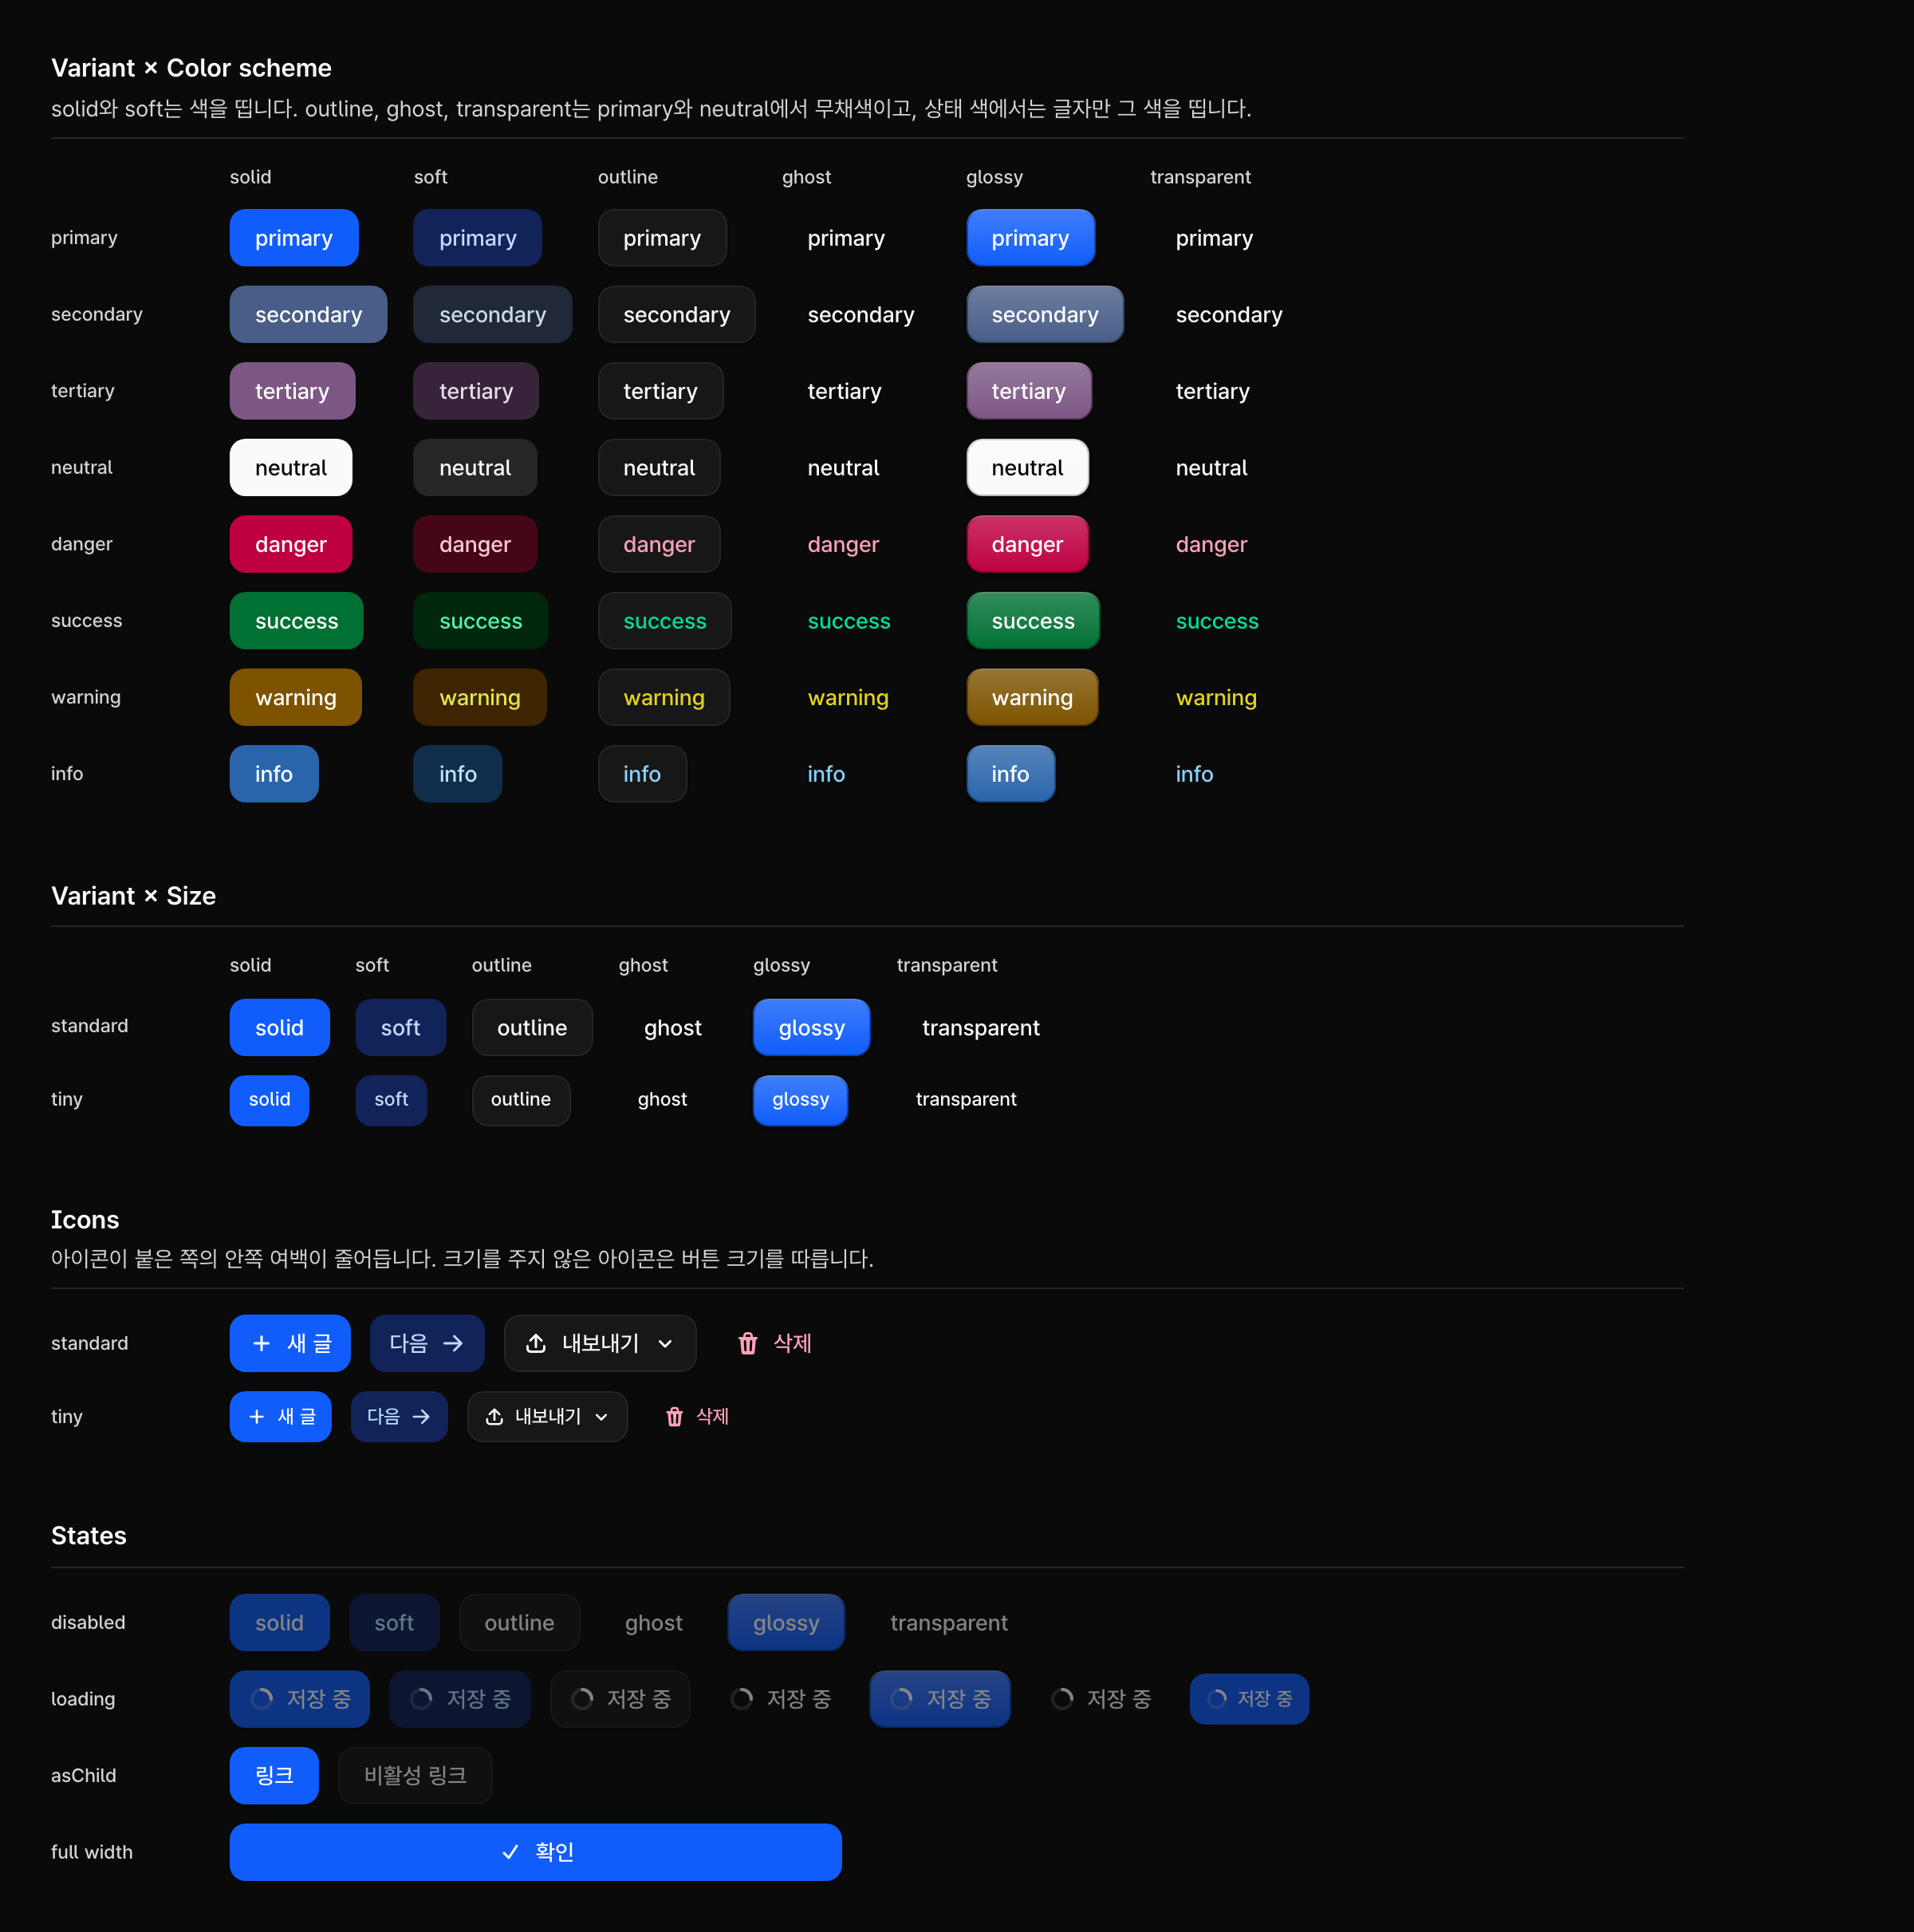 Variant × Color scheme
solid와 soft는 색을 띱니다. outline, ghost, transparent는 primary와 neutral에서 무채색이고, 상태 색에서는 글자만 그 색을 띱니다.
solid soft outline ghost glossy transparent
primary primary primary primary primary primary primary
secondary secondary secondary secondary secondary secondary secondary
tertiary tertiary tertiary tertiary tertiary tertiary tertiary
neutral neutral neutral neutral neutral neutral neutral
danger danger danger danger danger danger danger
success success success success success success success
warning warning warning warning warning warning warning
info info info info info info info
Variant × Size
solid soft outline ghost glossy transparent
standard solid soft outline ghost glossy transparent
tiny solid soft outline ghost glossy transparent
Icons
아이콘이 붙은 쪽의 안쪽 여백이 줄어듭니다. 크기를 주지 않은 아이콘은 버튼 크기를 따릅니다.
standard 새 글 다음 내보내기 삭제
tiny 새 글 다음 내보내기 삭제
States
disabled solid soft outline ghost glossy transparent
loading 저장 중 저장 중 저장 중 저장 중 저장 중 저장 중 저장 중
asChild 링크 비활성 링크
full width 확인